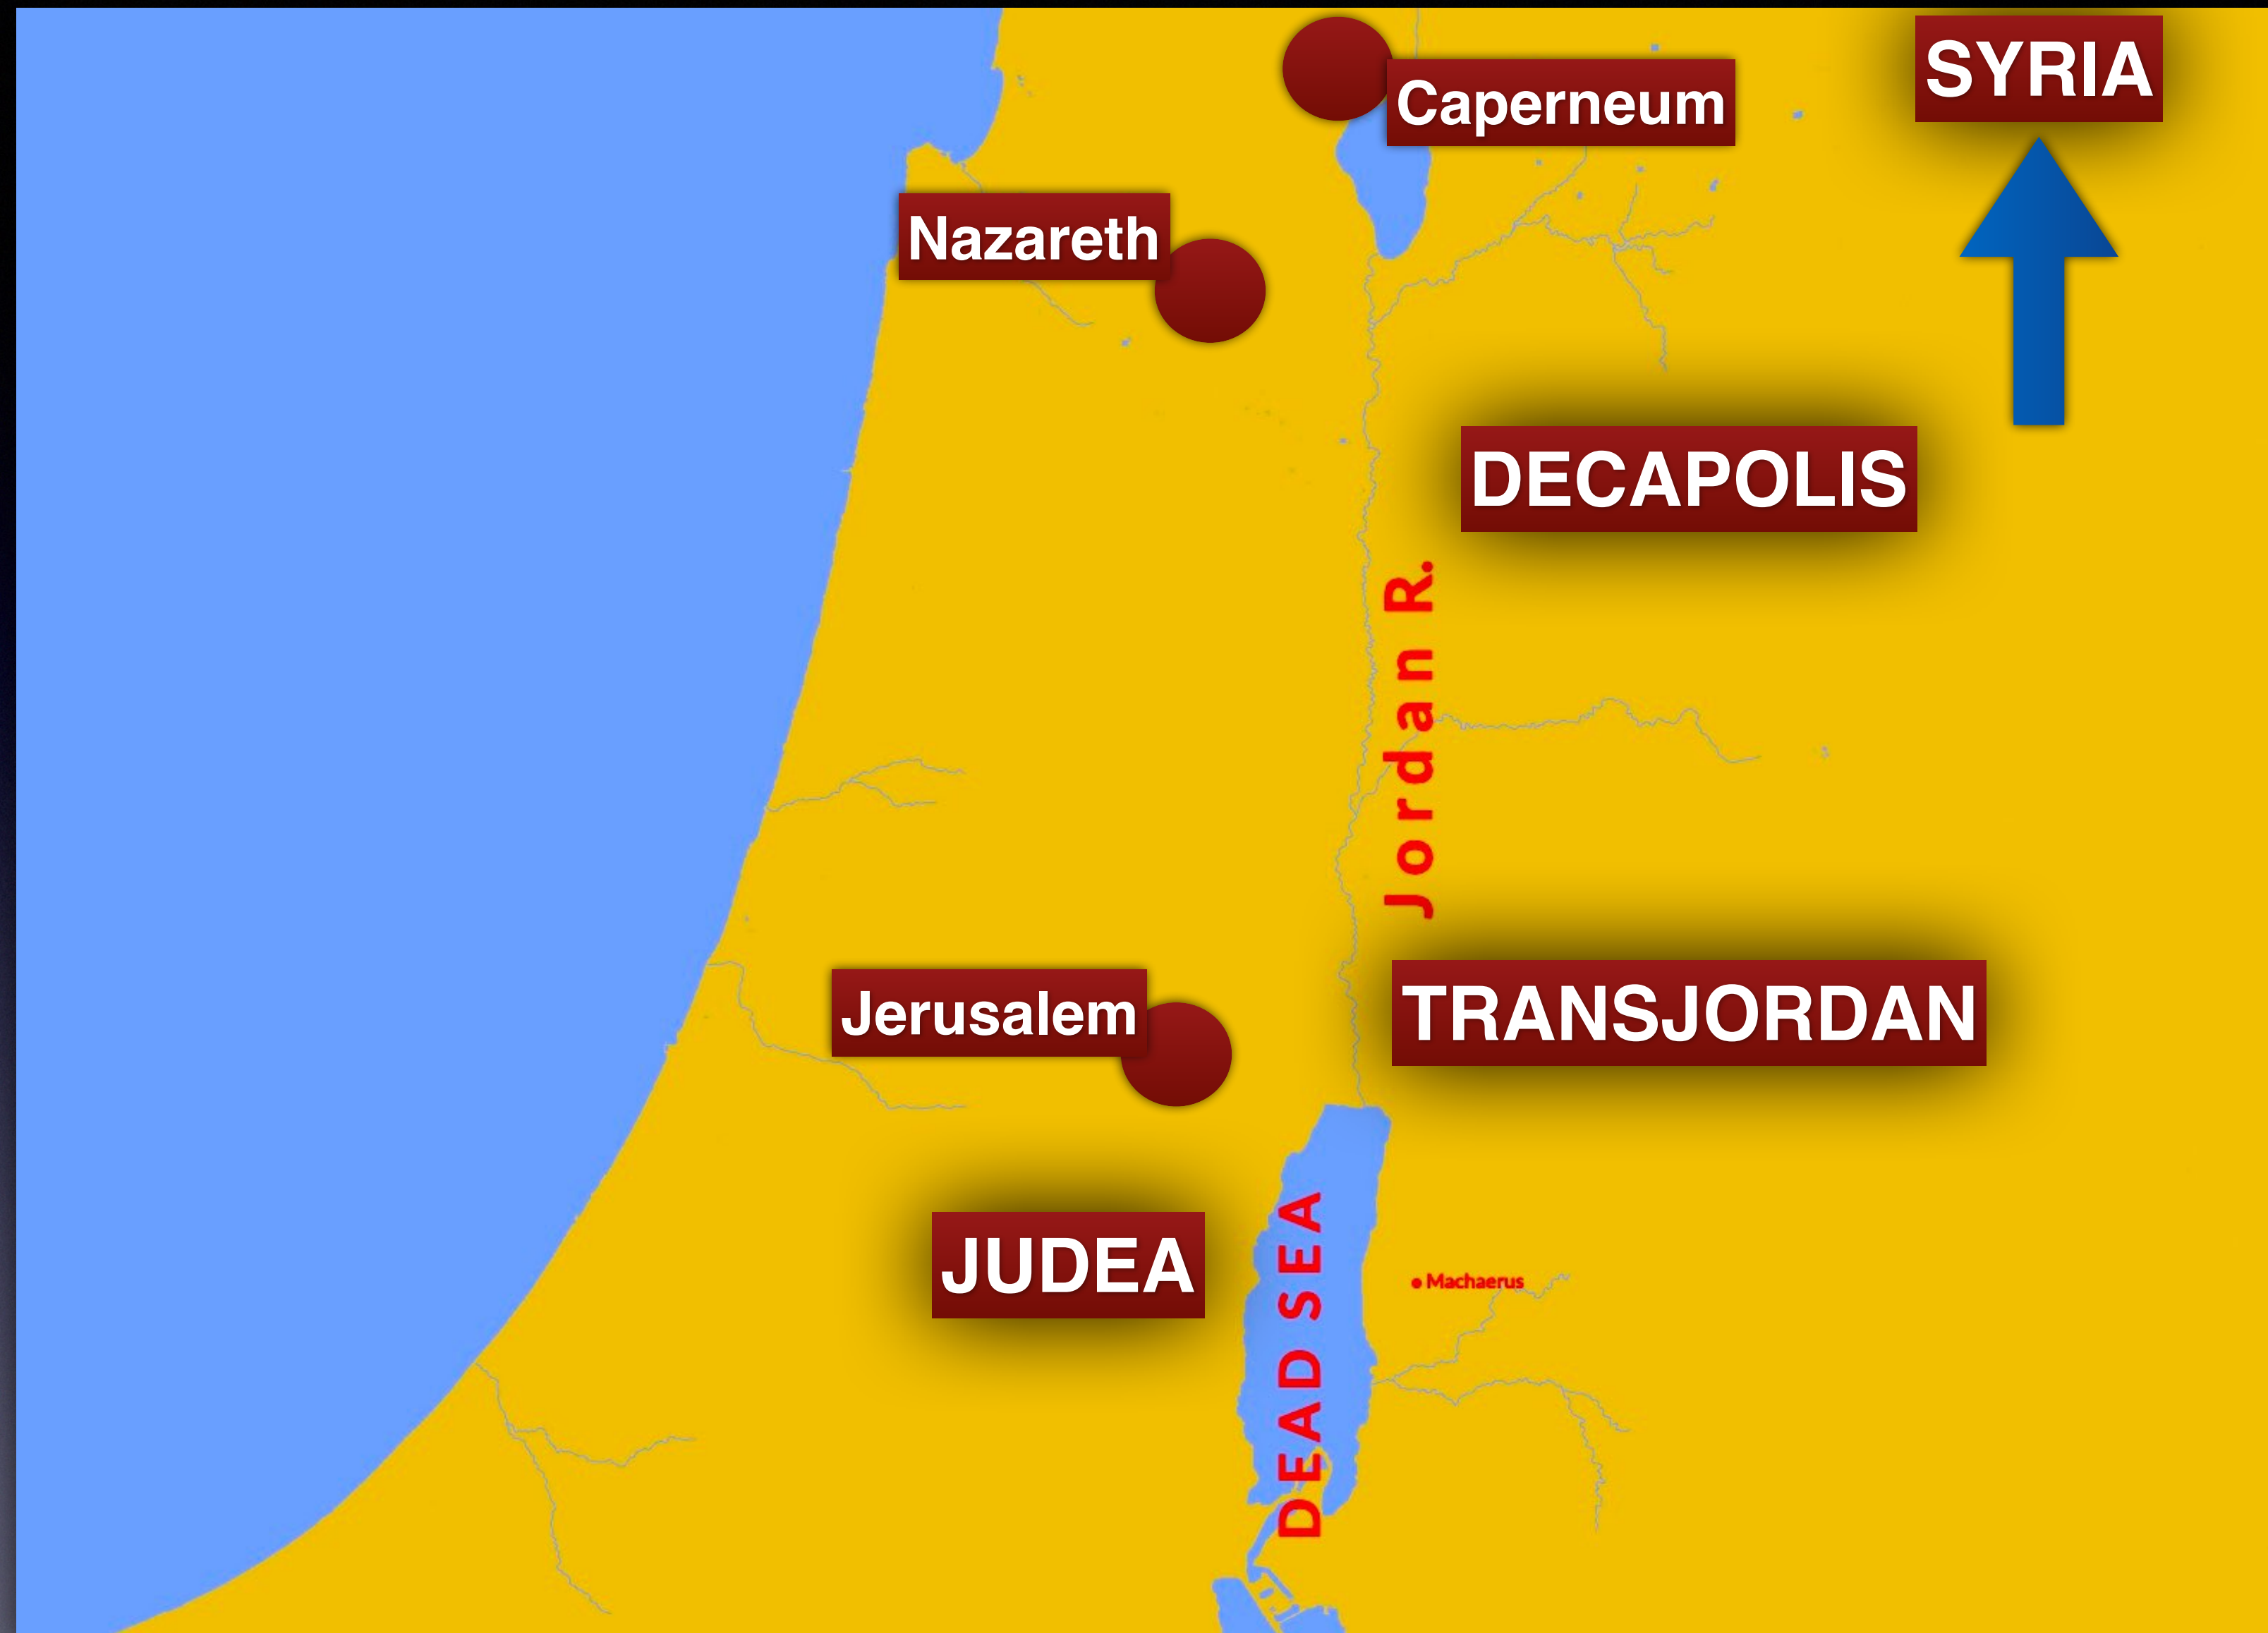 SYRIA
Caperneum
Nazareth
DECAPOLIS
Jordan R.
Jerusalem
TRANSJORDAN
JUDEA
DEAD SEA
Machaerus